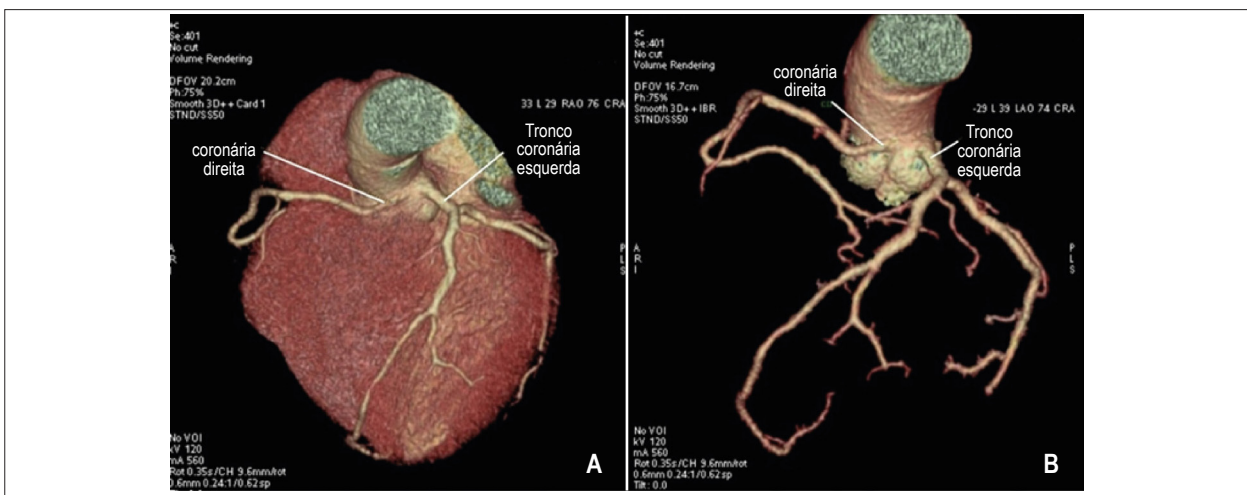 +C
Se:401
No cut
Volume Rendering
DFOV 20.2cm
Ph:75%
Smooth 3D++ Card 1
STND/SS50
33 L 29 RAO 76 CRA
coronária
direita
Tronco
coronária
esquerda
A
R
I
P
L
S
No VOI
kV 120
mA 560
Rot 0.35s/CH 9.6mm/rot
0.6mm 0.24:1/0.62sp
A
+C
Se:401
No cut
Volume Rendering
DFOV 16.7cm
Ph:75%
Smooth 3D++ IBR
STND/SS50
-29 L 39 LAO 74 CRA
coronária
direita
Tronco
coronária
esquerda
A
R
I
P
L
S
No VOI
kV 120
mA 560
Rot 0.35s/CH 9.6mm/rot
0.6mm 0.24:1/0.62sp
Tilt: 0.0
B